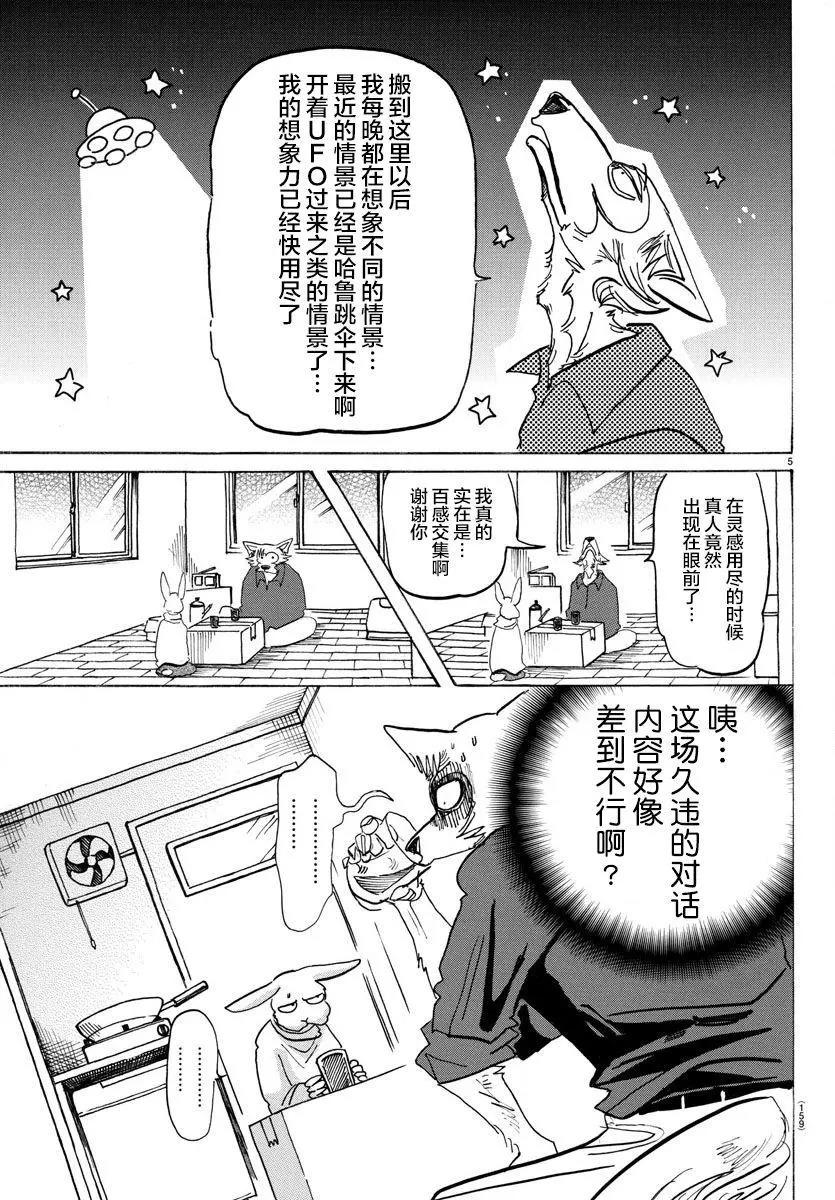 搬到这里以后
我每晚都在想象不同的情景…
最近的情景已经是哈鲁跳伞下来啊
开着UFO过来之类的情景了…
我的想象力已经快用尽了
5
在灵感用尽的时候
真人竟然
出现在眼前了…
我真的
实在是…
百感交集啊
谢谢你
咦…
这场久违的对话
内容好像
差到不行啊？
………
………
………
………
(159)